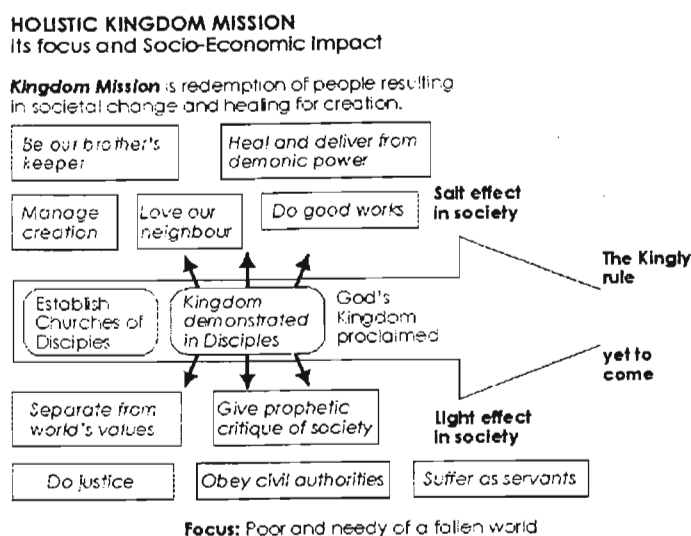 HOLISTIC KINGDOM MISSION
Its focus and Socio-Economic Impact
Kingdom Mission is redemption of people resulting
in societal change and healing for creation.
Be our brother's
keeper
Heal and deliver from
demonic power
Manage
creation
Love our
neighbour
Do good works
Salt effect
in society
The Kingly
rule
Establish
Churches of
Disciples
Kingdom
demonstrated
in Disciples
God's
Kingdom
proclaimed
yet to
come
Separate from
world's values
Give prophetic
critique of society
Light effect
in society
Do justice
Obey civil authorities
Suffer as servants
Focus: Poor and needy of a fallen world